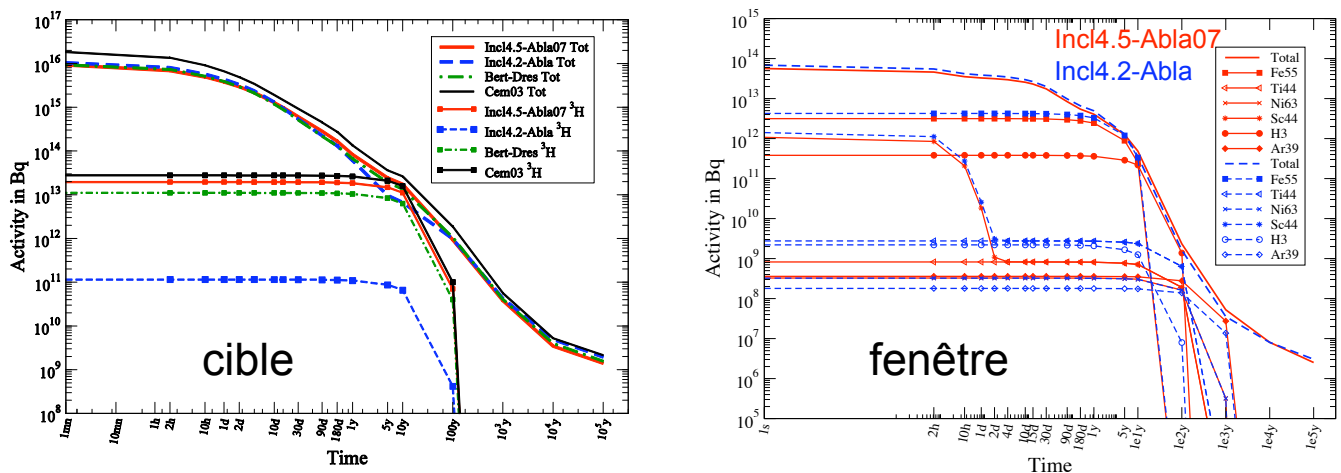 10^17
10^16
10^15
10^14
10^13
10^12
10^11
10^10
10^9
10^8
Activity in Bq
Incl4.5-Abla07 Tot
Incl4.2-Abla Tot
Bert-Dres Tot
Cem03 Tot
Incl4.5-Abla07 ^3H
Incl4.2-Abla ^3H
Bert-Dres ^3H
Cem03 ^3H
cible
1mn 10mn 1h 2h 10h 1d 2d 10d 30d 90d 180d 1y 5y 10y 100y 10^3y 10^4y 10^5y
Time
10^15
10^14
10^13
10^12
10^11
10^10
10^9
10^8
10^7
10^6
10^5
Activity in Bq
Incl4.5-Abla07
Incl4.2-Abla
Total
Fe55
Ti44
Ni63
Sc44
H3
Ar39
Total
Fe55
Ti44
Ni63
Sc44
H3
Ar39
fenêtre
1s 2h 10h 1d 2d 4d 10d 15d 30d 90d 180d 1y 5y 1e1y 1e2y 1e3y 1e4y 1e5y
Time